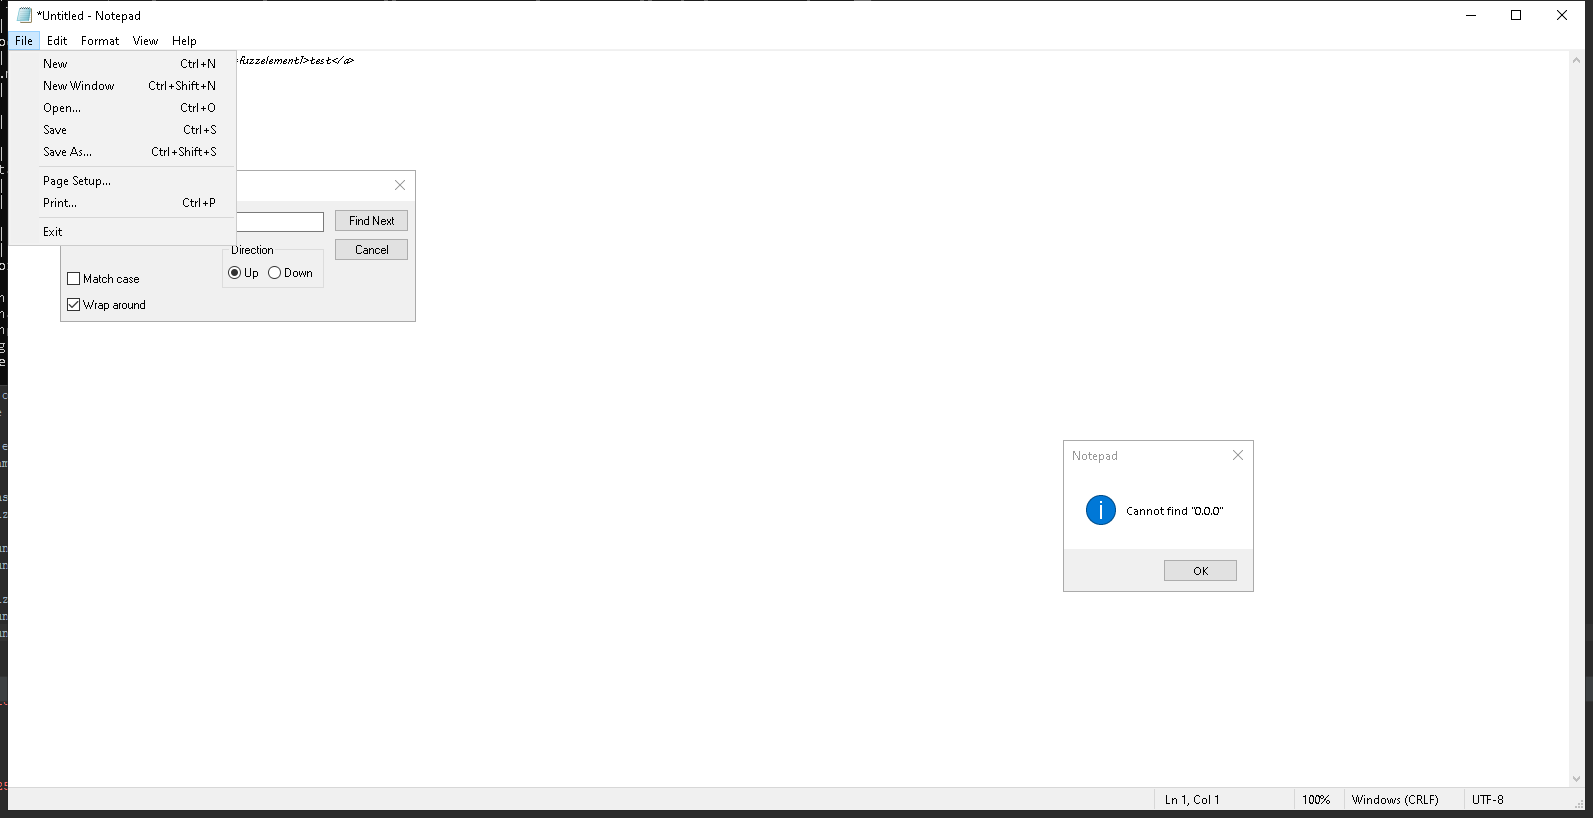 *Untitled - Notepad
File Edit Format View Help
fuzzelement1>test</a>
New Ctrl+N
New Window Ctrl+Shift+N
Open... Ctrl+O
Save Ctrl+S
Save As... Ctrl+Shift+S
Page Setup... 
Print... Ctrl+P
Exit
Find Next
Cancel
Direction
Up Down
Match case
Wrap around
Notepad
Cannot find "0.0.0"
OK
Ln 1, Col 1 100% Windows (CRLF) UTF-8